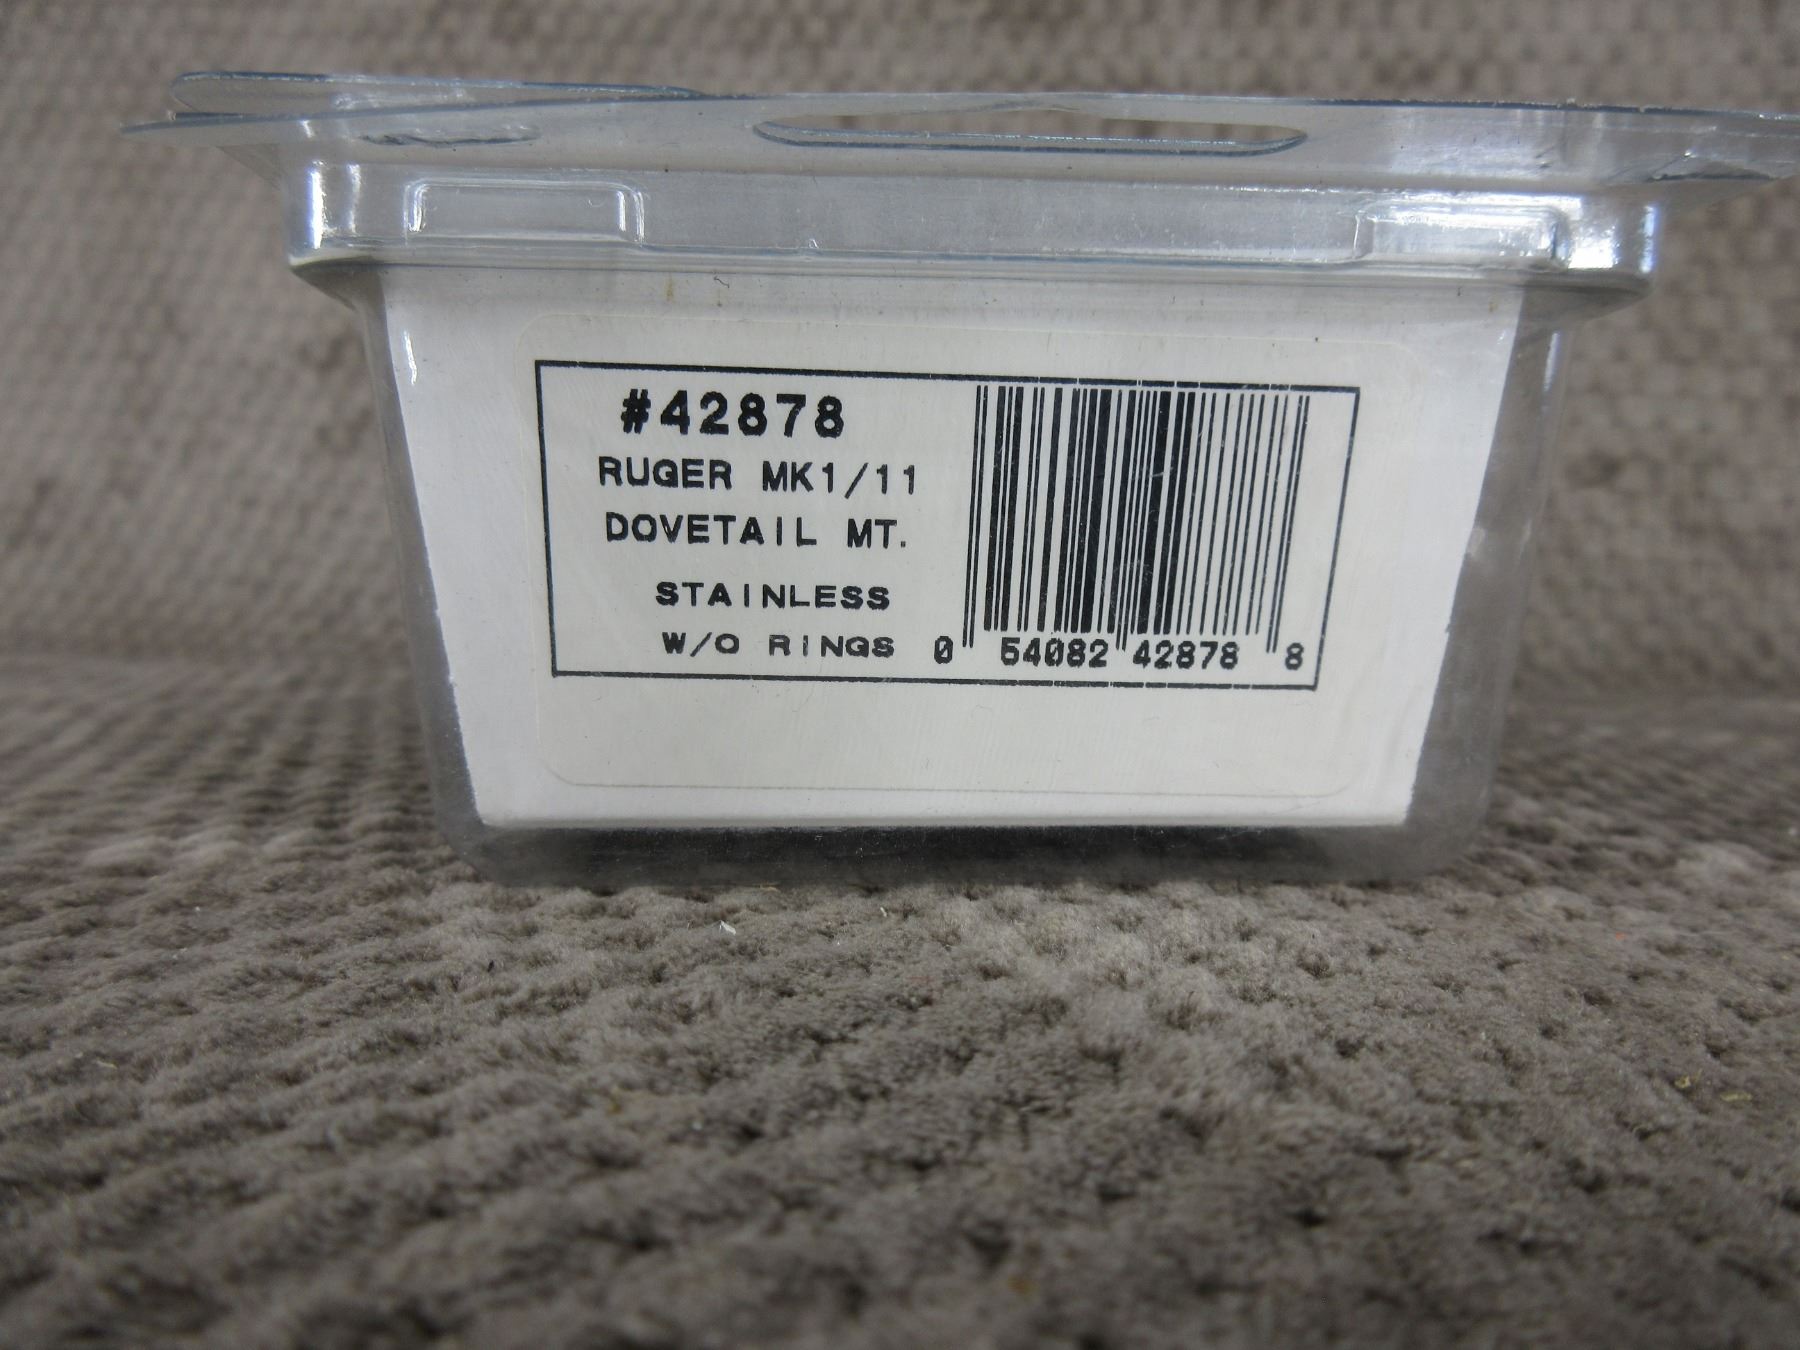 #42878
RUGER MK1/11
DOVETAIL MT.
STAINLESS
W/O RINGS
0 54082 42878 8